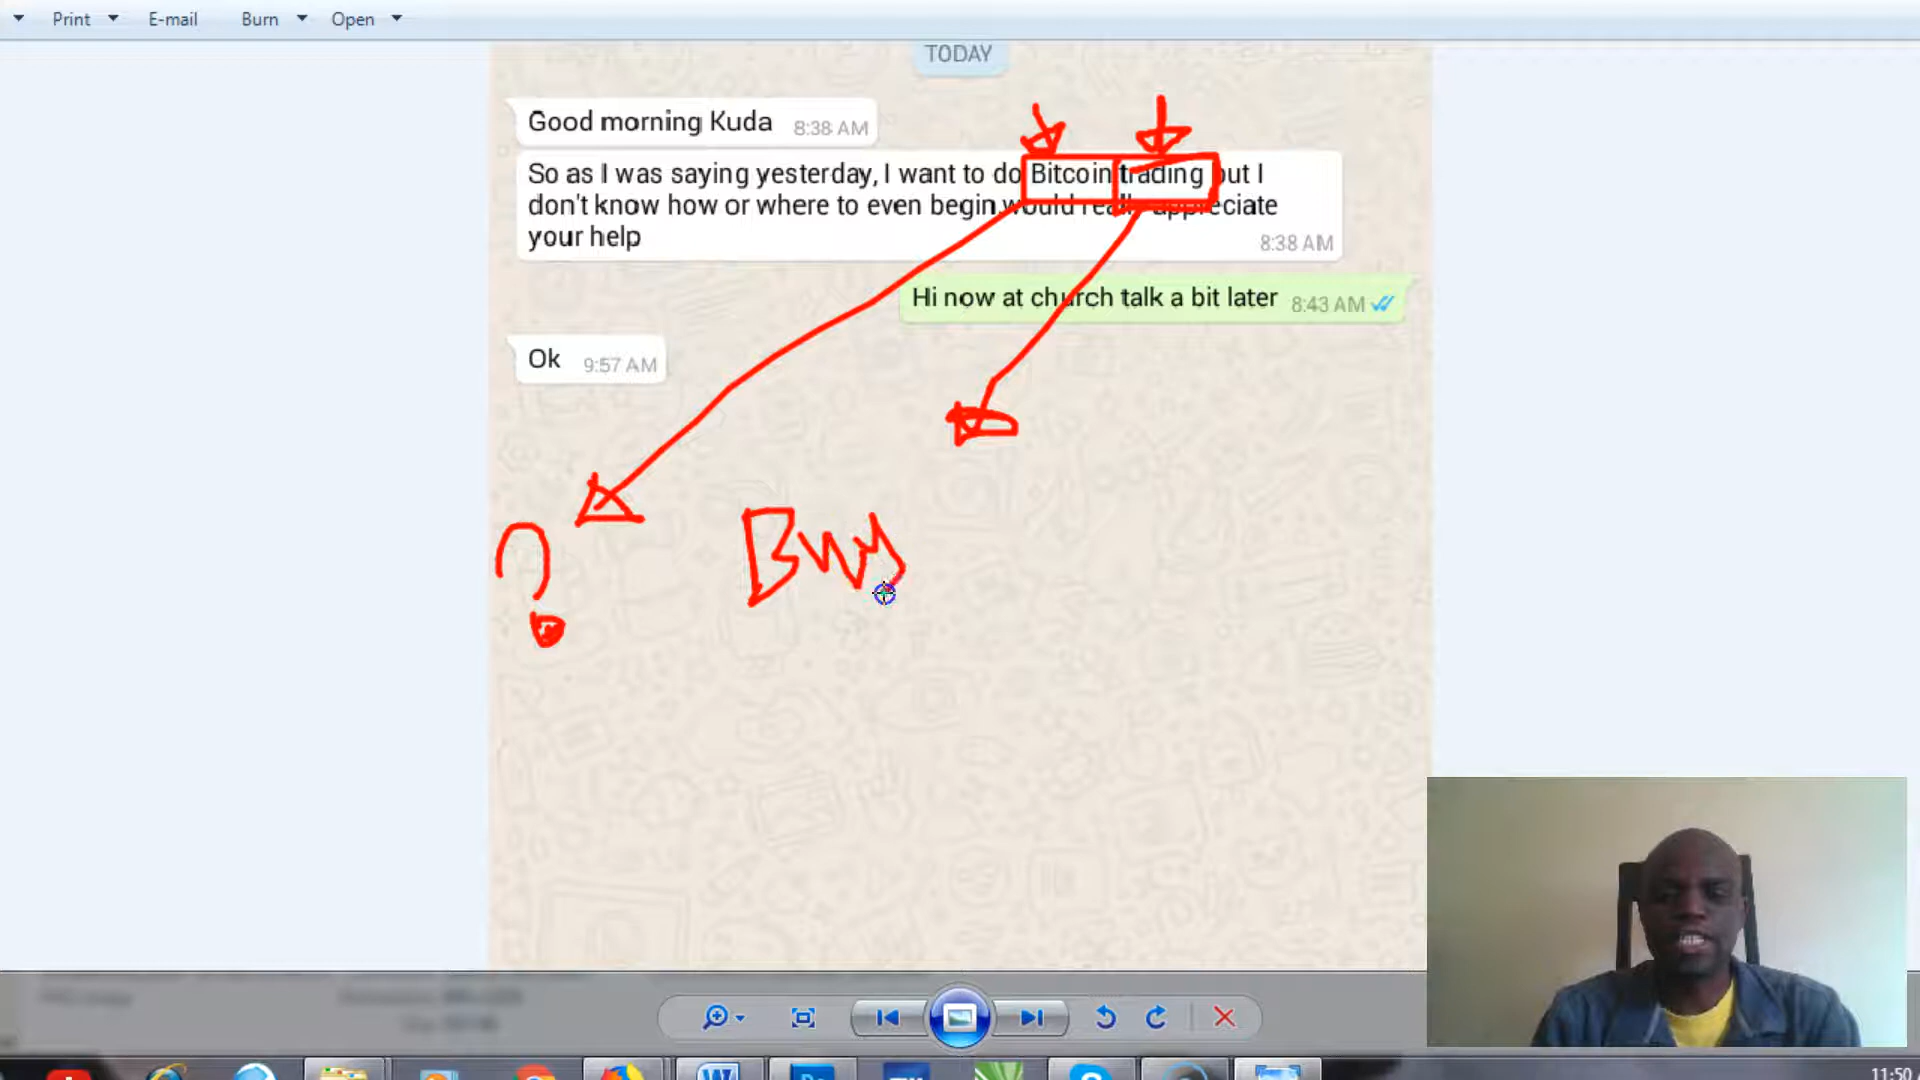 Print E-mail Burn Open
TODAY
Good morning Kuda 8:38 AM
So as I was saying yesterday, I want to do Bitcoin trading but I
don't know how or where to even begin would really appreciate
your help
8:38 AM
Hi now at church talk a bit later 8:43 AM
Ok 9:57 AM
?
Buy
11:50